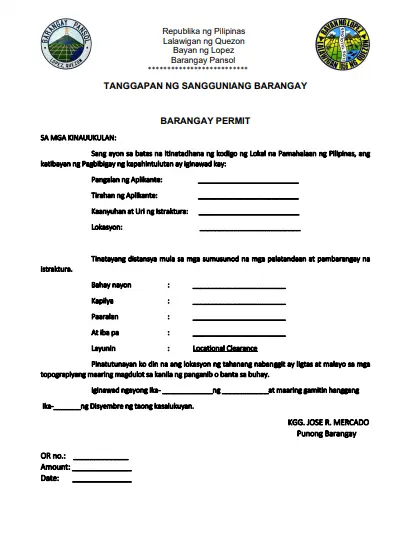 BARANGAY PANSOL
LOPEZ, QUEZON
Republika ng Pilipinas
Lalawigan ng Quezon
Bayan ng Lopez
Barangay Pansol
**************************
BAYAN NG LOPEZ
LALAWIGAN NG QUEZON
TANGGAPAN NG SANGGUNIANG BARANGAY
BARANGAY PERMIT
SA MGA KINAUUKULAN:
Sang ayon sa batas na itinatadhana ng kodigo ng Lokal na Pamahalaan ng Pilipinas, ang
katibayan ng Pagbibigay ng kapahintulutan ay iginawad kay:
Pangalan ng Aplikante: ____________________
Tirahan ng Aplikante: ____________________
Kaanyuhan at Uri ng Istraktura: ____________________
Lokasyon: ____________________
Tinatayang distansya mula sa mga sumusunod na mga palatandaan at pambarangay na
istraktura.
Bahay nayon : ____________________
Kapilya : ____________________
Paaralan : ____________________
At iba pa : ____________________
Layunin : Locational Clearance
Pinatutunayan ko din na ang lokasyon ng tahanang nabanggit ay ligtas at malayo sa mga
topograpiyang maaring magdulot sa kanila ng panganib o banta sa buhay.
Iginawad ngayong ika- __________ng __________at maaring gamitin hanggang
ika-______ng Disyembre ng taong kasalukuyan.
KGG. JOSE R. MERCADO
Punong Barangay
OR no.: ____________
Amount: ____________
Date: ____________